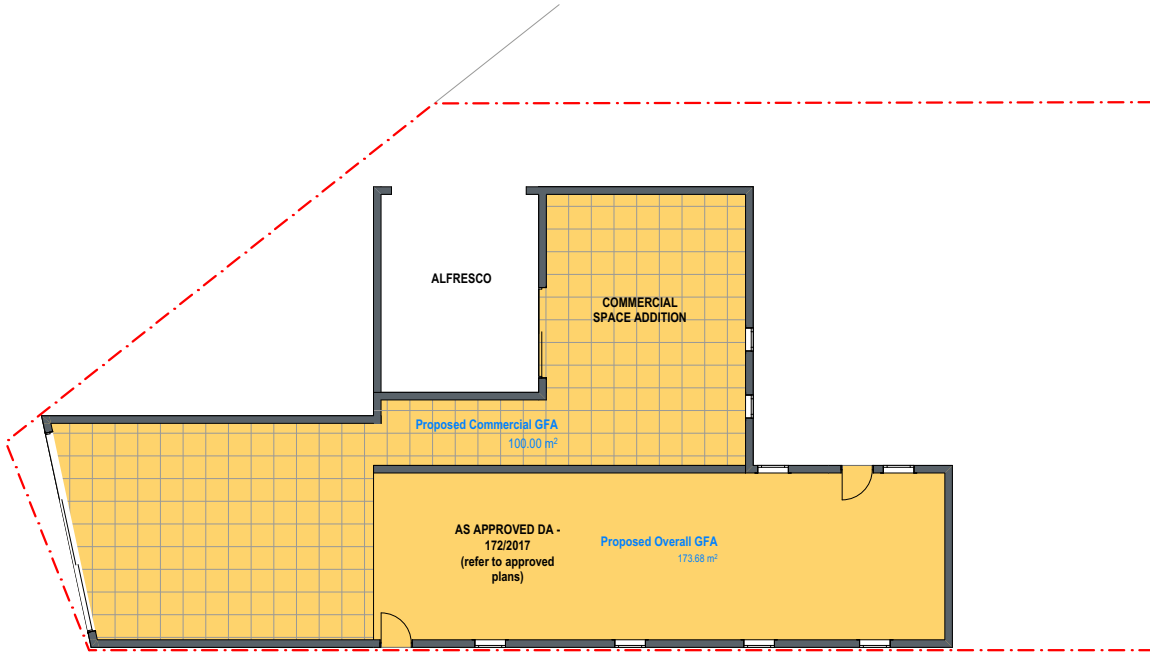 ALFRESCO
COMMERCIAL
SPACE ADDITION
Proposed Commercial GFA
100.00 m²
AS APPROVED DA -
172/2017
(refer to approved
plans)
Proposed Overall GFA
173.68 m²